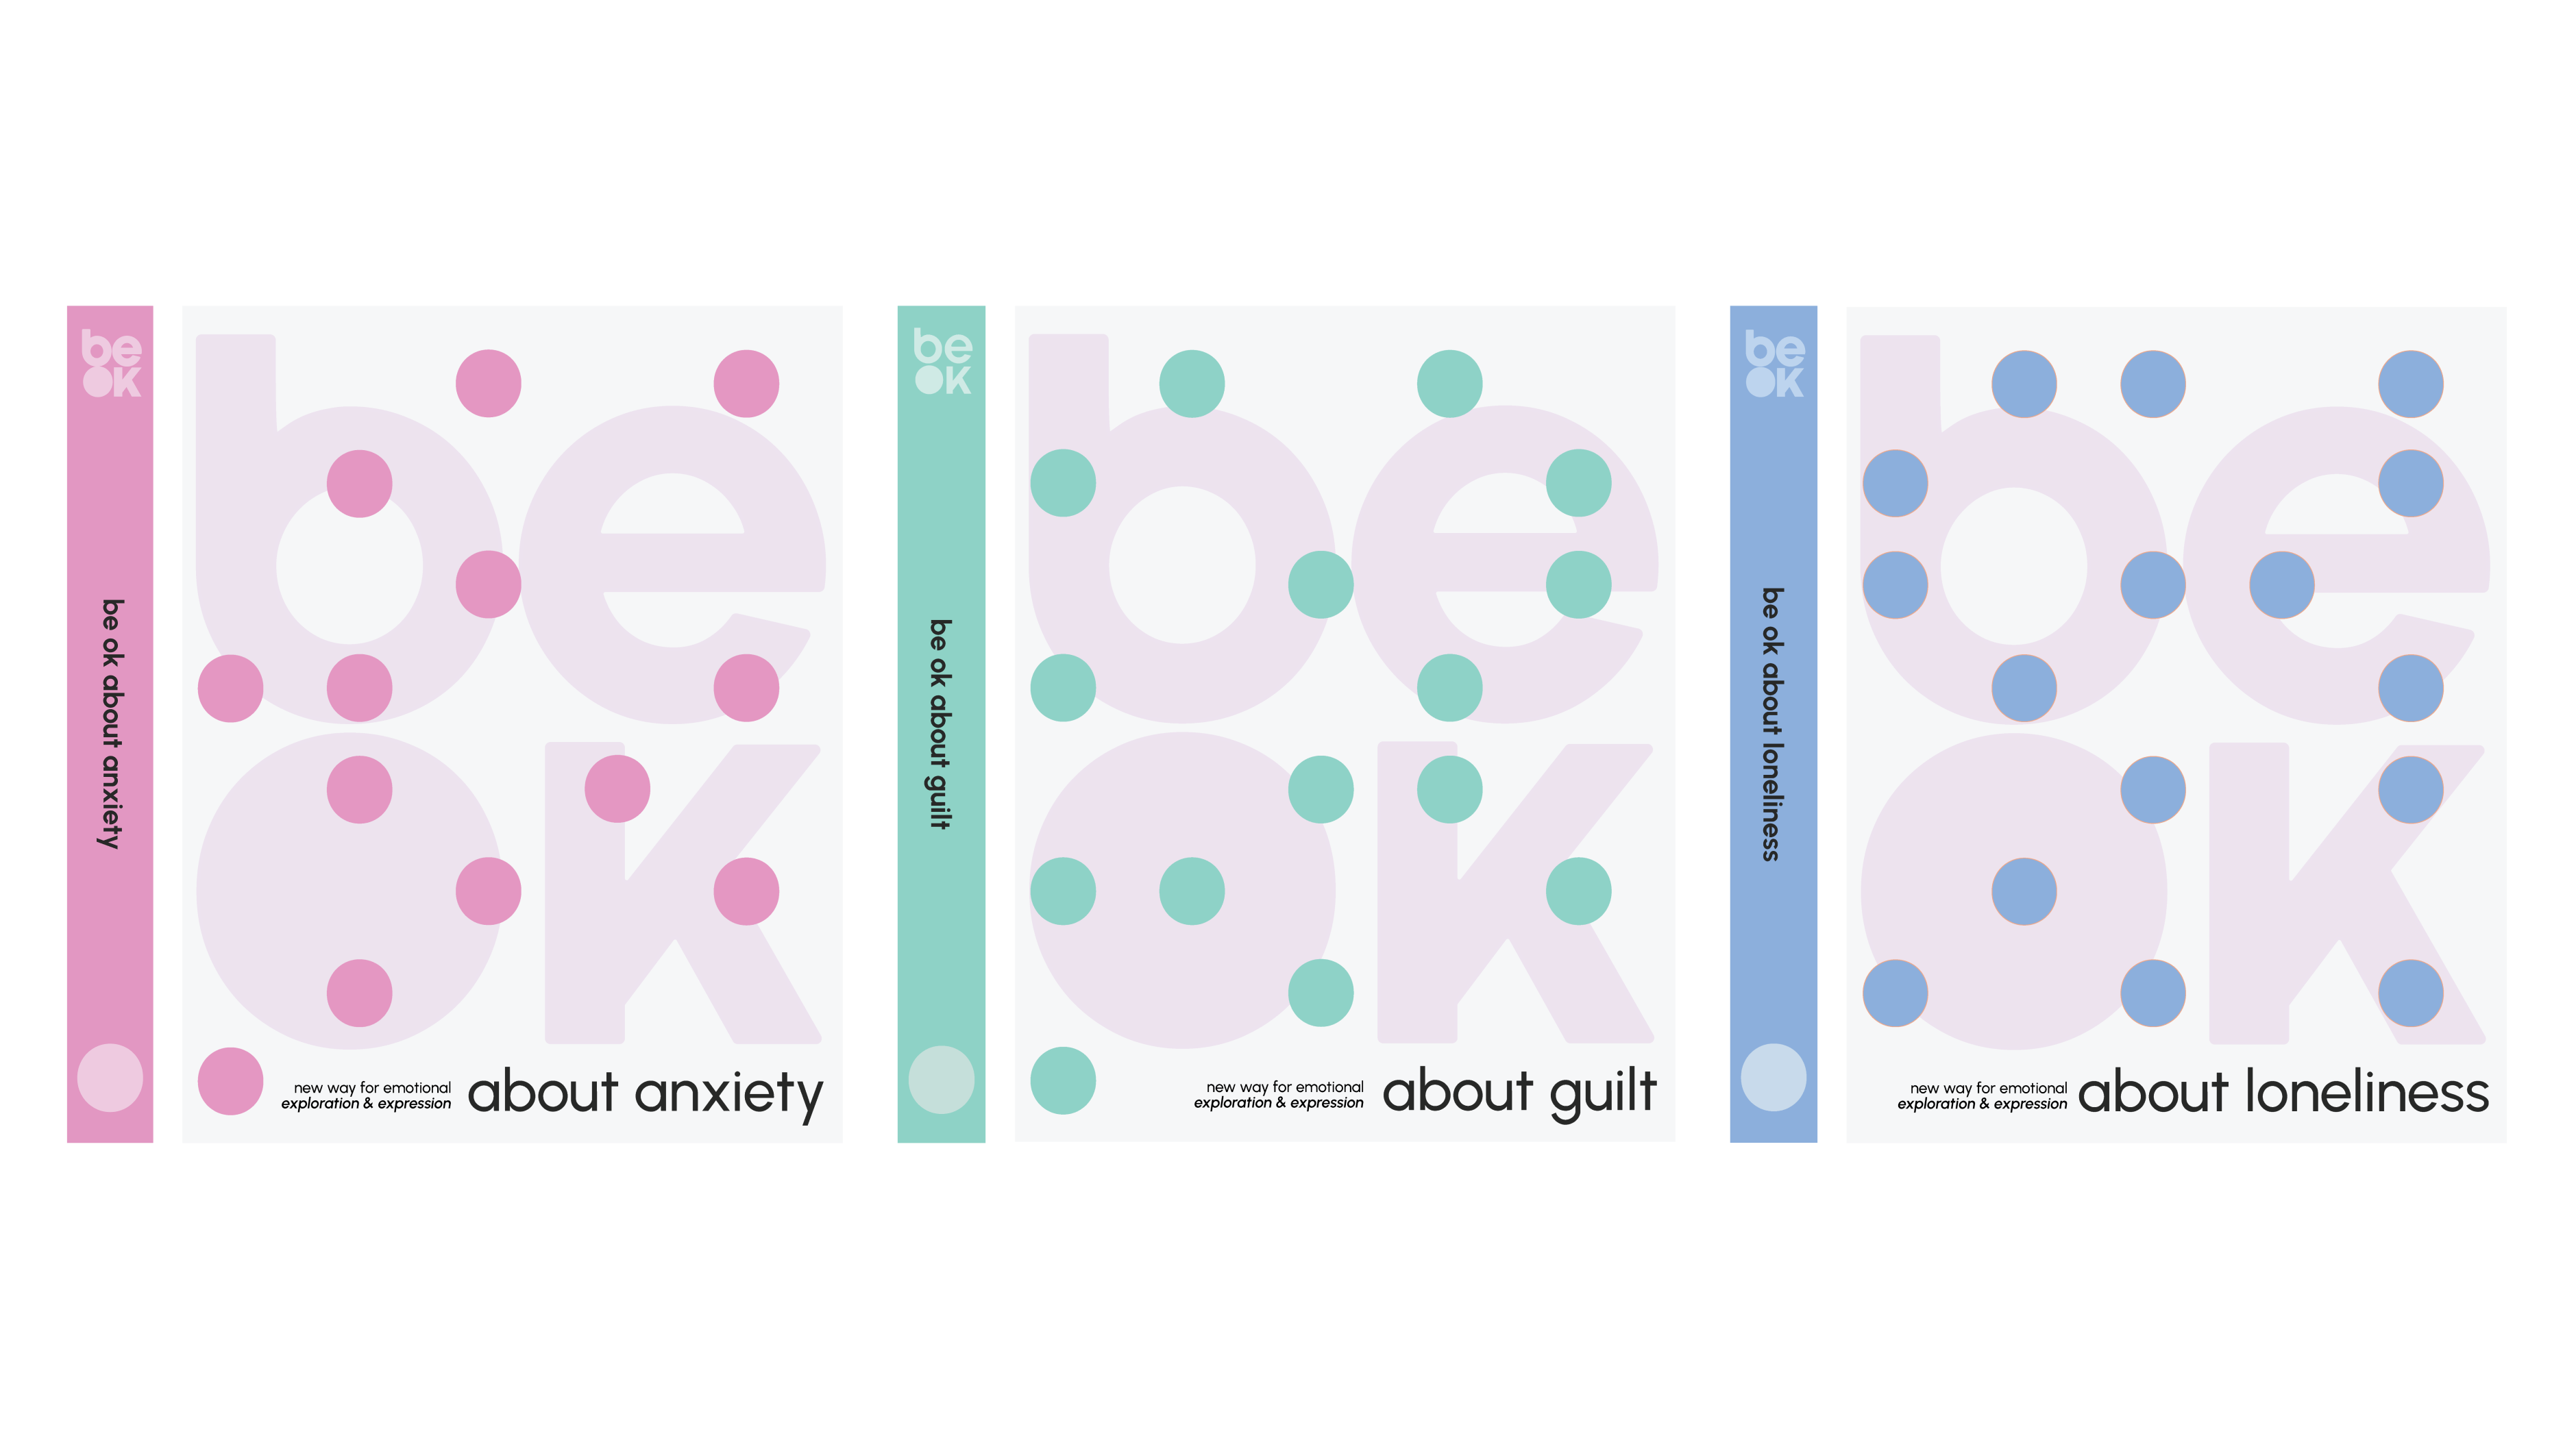 be
ok
be ok about anxiety
be
ok
new way for emotional
exploration & expression
about anxiety
be
ok
be ok about guilt
be
ok
new way for emotional
exploration & expression
about guilt
be
ok
be ok about loneliness
be
ok
new way for emotional
exploration & expression
about loneliness